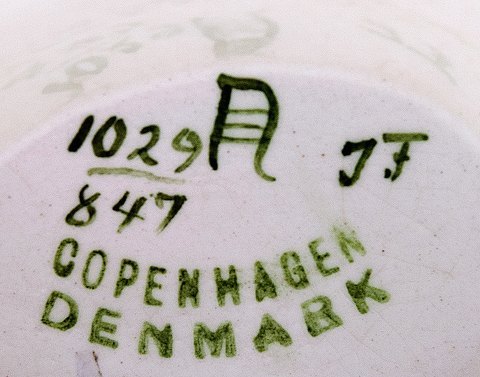 1029 J.F
847
COPENHAGEN
DENMARK